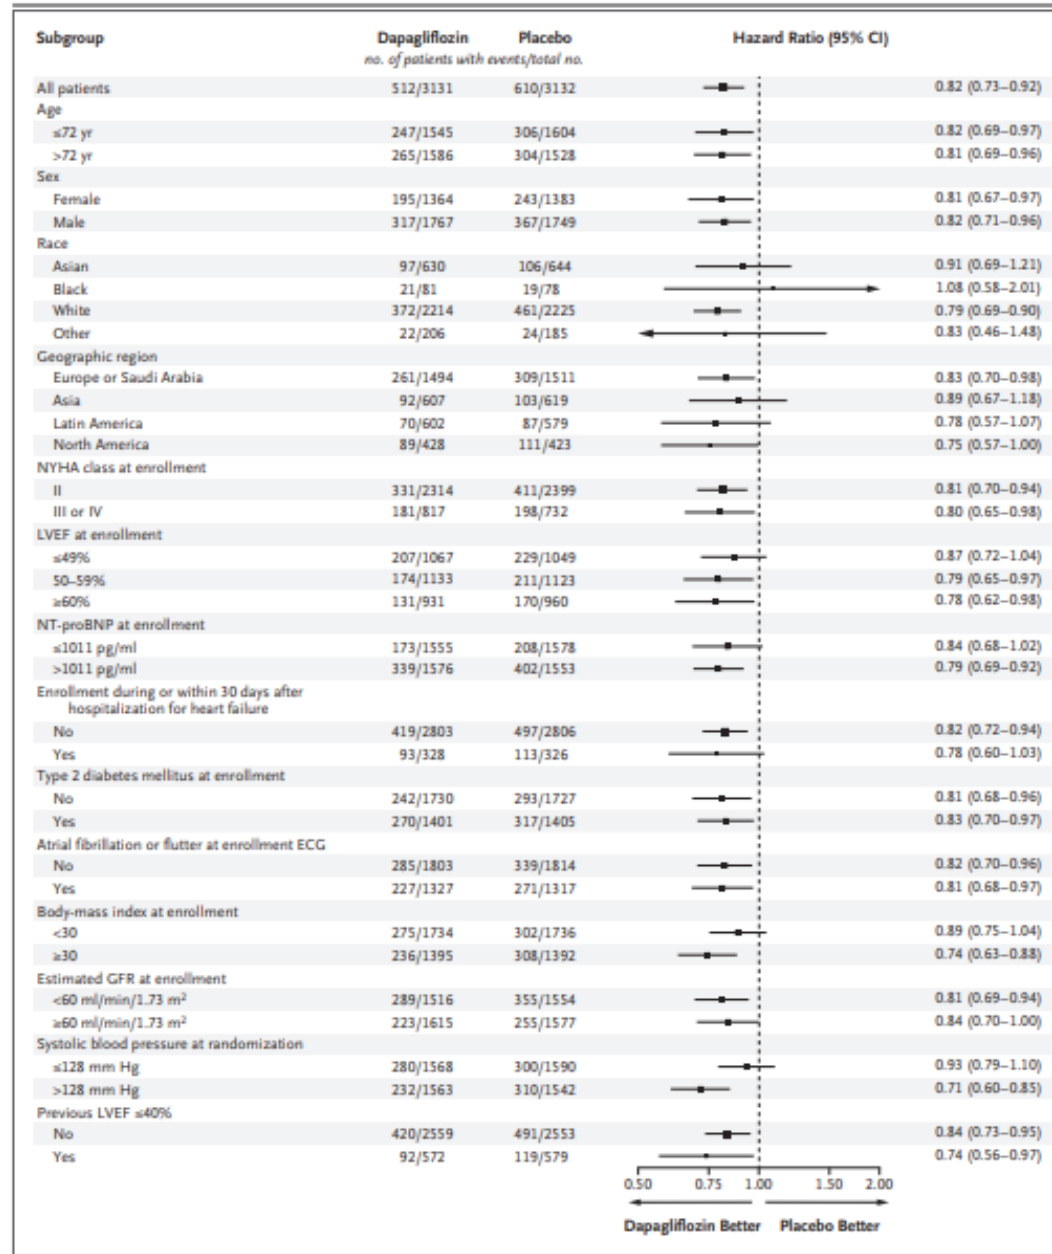 Subgroup Dapagliflozin Placebo Hazard Ratio (95% CI)
no. of patients with events/total no.
All patients 512/3131 610/3132 0.82 (0.73–0.92)
Age
≤72 yr 247/1545 306/1604 0.82 (0.69–0.97)
>72 yr 265/1586 304/1528 0.81 (0.69–0.96)
Sex
Female 195/1364 243/1383 0.81 (0.67–0.97)
Male 317/1767 367/1749 0.82 (0.71–0.96)
Race
Asian 97/630 106/644 0.91 (0.69–1.21)
Black 21/81 19/78 1.08 (0.58–2.01)
White 372/2214 461/2225 0.79 (0.69–0.90)
Other 22/206 24/185 0.83 (0.46–1.48)
Geographic region
Europe or Saudi Arabia 261/1494 309/1511 0.83 (0.70–0.98)
Asia 92/607 103/619 0.89 (0.67–1.18)
Latin America 70/602 87/579 0.78 (0.57–1.07)
North America 89/428 111/423 0.75 (0.57–1.00)
NYHA class at enrollment
II 331/2314 411/2399 0.81 (0.70–0.94)
III or IV 181/817 198/732 0.80 (0.65–0.98)
LVEF at enrollment
≤49% 207/1067 229/1049 0.87 (0.72–1.04)
50–59% 174/1133 211/1123 0.79 (0.65–0.97)
≥60% 131/931 170/960 0.78 (0.62–0.98)
NT-proBNP at enrollment
≤1011 pg/ml 173/1555 208/1578 0.84 (0.68–1.02)
>1011 pg/ml 339/1576 402/1553 0.79 (0.69–0.92)
Enrollment during or within 30 days after
hospitalization for heart failure
No 419/2803 497/2806 0.82 (0.72–0.94)
Yes 93/328 113/326 0.78 (0.60–1.03)
Type 2 diabetes mellitus at enrollment
No 242/1730 293/1727 0.81 (0.68–0.96)
Yes 270/1401 317/1405 0.83 (0.70–0.97)
Atrial fibrillation or flutter at enrollment ECG
No 285/1803 339/1814 0.82 (0.70–0.96)
Yes 227/1327 271/1317 0.81 (0.68–0.97)
Body-mass index at enrollment
<30 275/1734 302/1736 0.89 (0.75–1.04)
≥30 236/1395 308/1392 0.74 (0.63–0.88)
Estimated GFR at enrollment
<60 ml/min/1.73 m² 289/1516 355/1554 0.81 (0.69–0.94)
≥60 ml/min/1.73 m² 223/1615 255/1577 0.84 (0.70–1.00)
Systolic blood pressure at randomization
≤128 mm Hg 280/1568 300/1590 0.93 (0.79–1.10)
>128 mm Hg 232/1563 310/1542 0.71 (0.60–0.85)
Previous LVEF ≤40%
No 420/2559 491/2553 0.84 (0.73–0.95)
Yes 92/572 119/579 0.74 (0.56–0.97)
0.50 0.75 1.00 1.50 2.00
Dapagliflozin Better Placebo Better